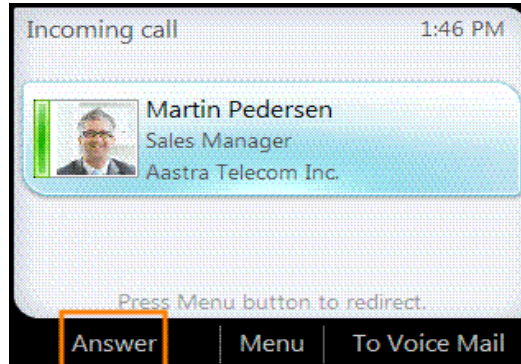 Incoming call 1:46 PM
Martin Pedersen
Sales Manager
Aastra Telecom Inc.
Press Menu button to redirect.
Answer Menu To Voice Mail